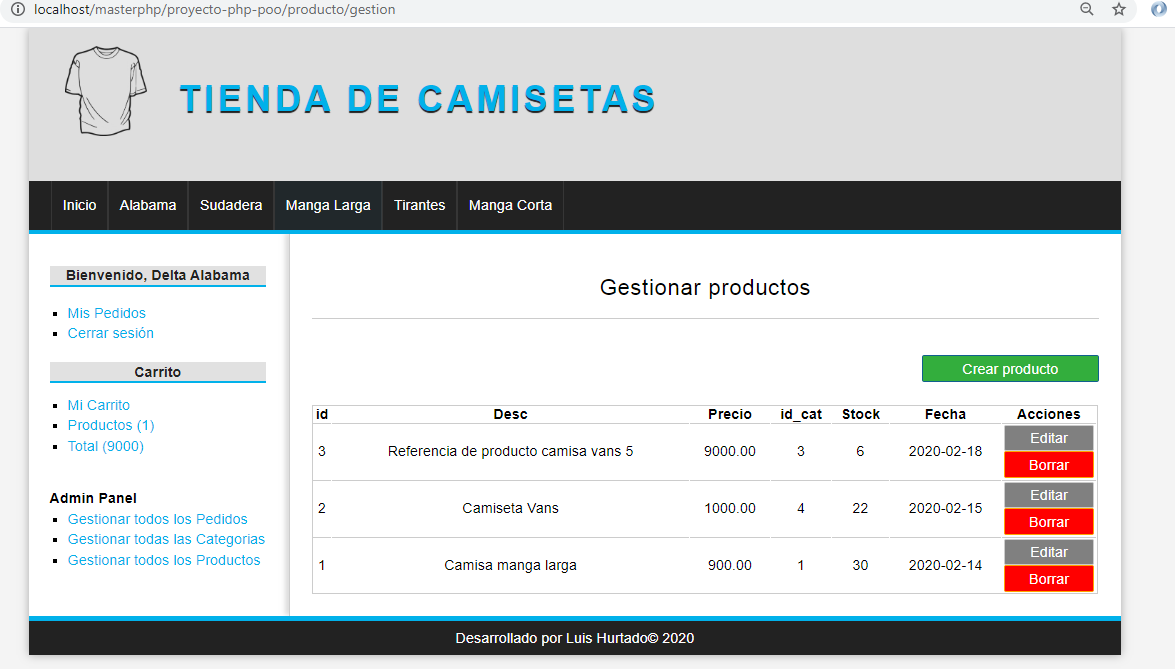 localhost/masterphp/proyecto-php-poo/producto/gestion
TIENDA DE CAMISETAS
Inicio Alabama Sudadera Manga Larga Tirantes Manga Corta
Bienvenido, Delta Alabama
Mis Pedidos
Cerrar sesión
Carrito
Mi Carrito
Productos (1)
Total (9000)
Admin Panel
Gestionar todos los Pedidos
Gestionar todas las Categorias
Gestionar todos los Productos
Gestionar productos
Crear producto
id Desc Precio id_cat Stock Fecha Acciones
3 Referencia de producto camisa vans 5 9000.00 3 6 2020-02-18 Editar
Borrar
2 Camiseta Vans 1000.00 4 22 2020-02-15 Editar
Borrar
1 Camisa manga larga 900.00 1 30 2020-02-14 Editar
Borrar
Desarrollado por Luis Hurtado© 2020